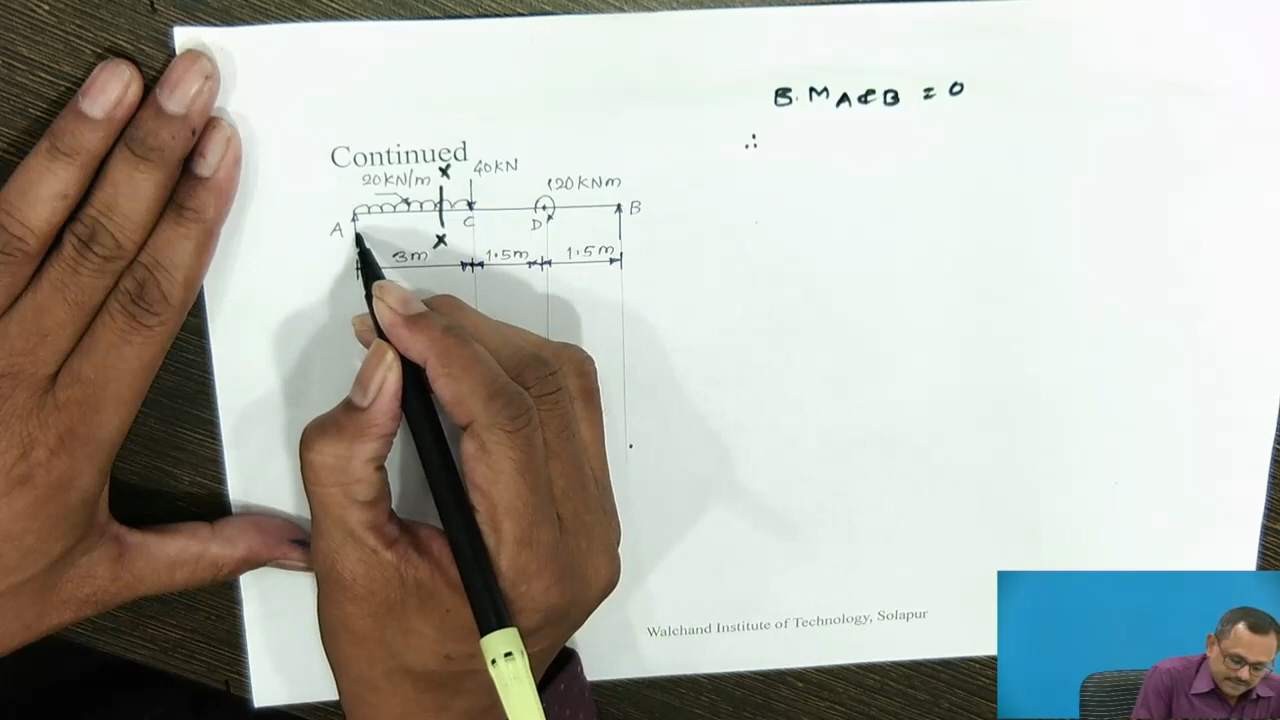 B.M A & B = 0
∴
Continued
x 40KN
20KN/m 120KNm
A C D B
x
3m 1.5m 1.5m
Walchand Institute of Technology, Solapur